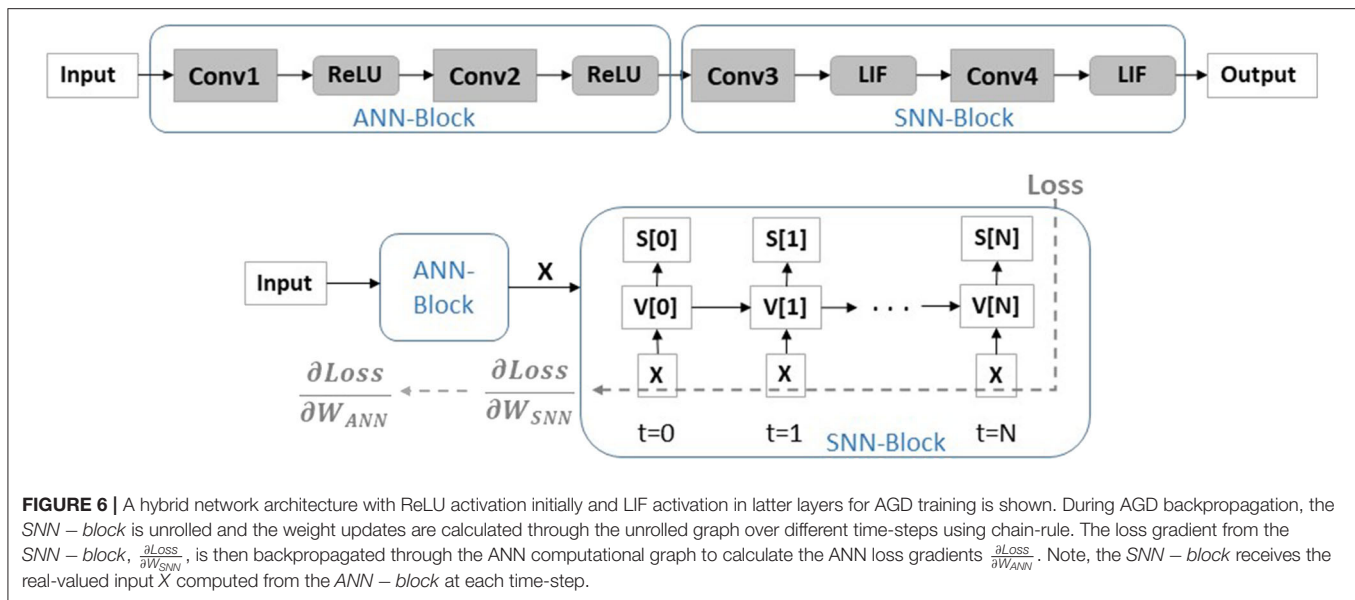 Input Conv1 ReLU Conv2 ReLU Conv3 LIF Conv4 LIF Output
ANN-Block SNN-Block
Loss
S[0] S[1] S[N]
Input ANN-Block X V[0] V[1] . . . V[N]
X X X
∂Loss/∂W_ANN ∂Loss/∂W_SNN
t=0 t=1 t=N
SNN-Block
FIGURE 6 | A hybrid network architecture with ReLU activation initially and LIF activation in latter layers for AGD training is shown. During AGD backpropagation, the
SNN – block is unrolled and the weight updates are calculated through the unrolled graph over different time-steps using chain-rule. The loss gradient from the
SNN – block, ∂Loss/∂W_SNN, is then backpropagated through the ANN computational graph to calculate the ANN loss gradients ∂Loss/∂W_ANN. Note, the SNN – block receives the
real-valued input X computed from the ANN – block at each time-step.